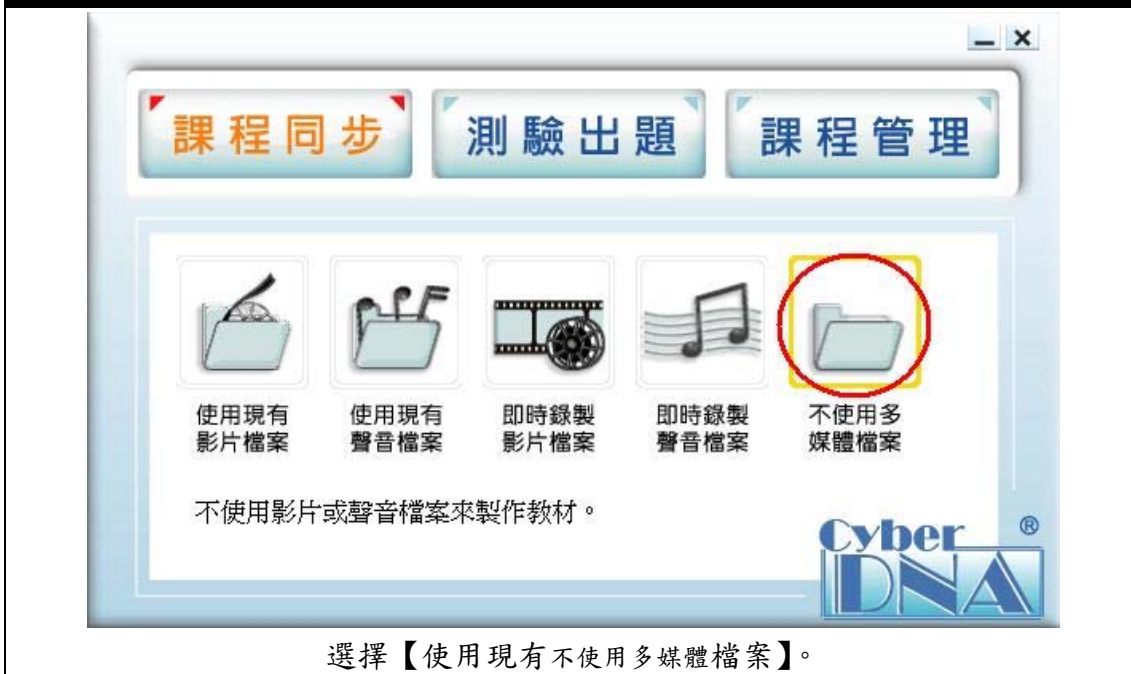 課程同步 測驗出題 課程管理
使用現有 使用現有 即時錄製 即時錄製 不使用多
影片檔案 聲音檔案 影片檔案 聲音檔案 媒體檔案
不使用影片或聲音檔案來製作教材。
Cyber ®
DNA
選擇【使用現有不使用多媒體檔案】。